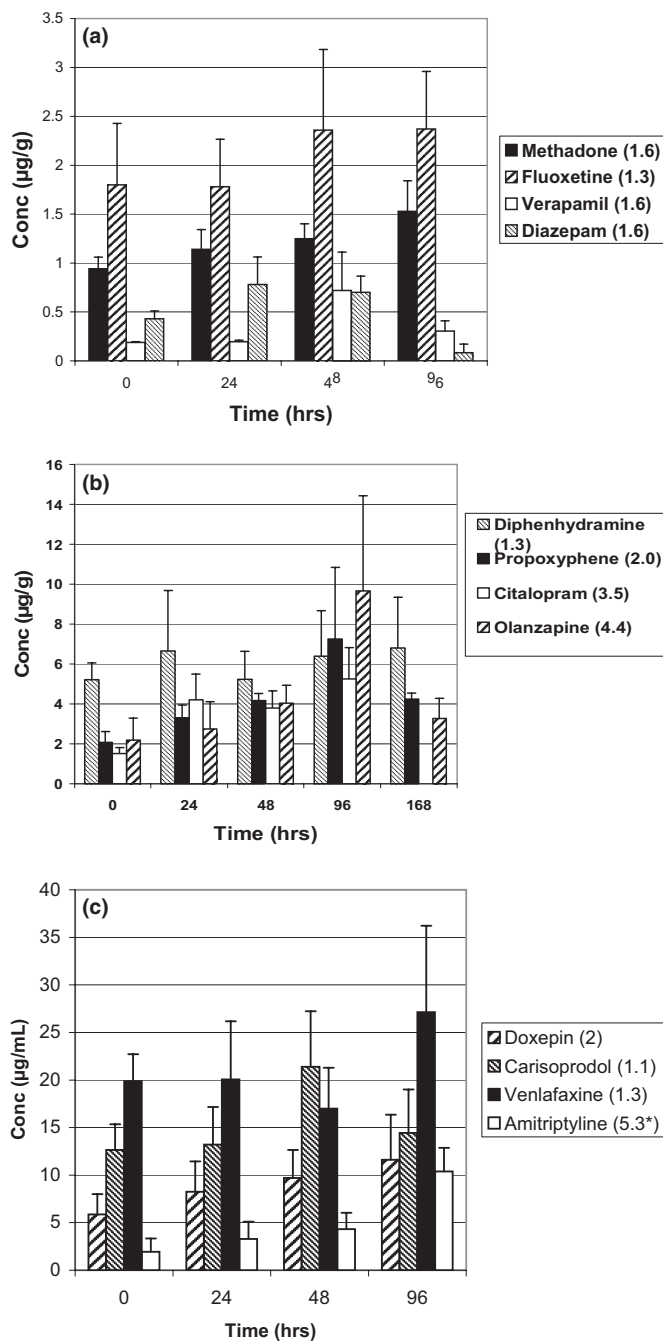 (a)
3.5
3
2.5
2
1.5
1
0.5
0
Conc (µg/g)
0 24 48 96
Time (hrs)
Methadone (1.6)
Fluoxetine (1.3)
Verapamil (1.6)
Diazepam (1.6)
(b)
16
14
12
10
8
6
4
2
0
Conc (µg/g)
0 24 48 96 168
Time (hrs)
Diphenhydramine
(1.3)
Propoxyphene (2.0)
Citalopram (3.5)
Olanzapine (4.4)
(c)
40
35
30
25
20
15
10
5
0
Conc (µg/mL)
0 24 48 96
Time (hrs)
Doxepin (2)
Carisoprodol (1.1)
Venlafaxine (1.3)
Amitriptyline (5.3*)